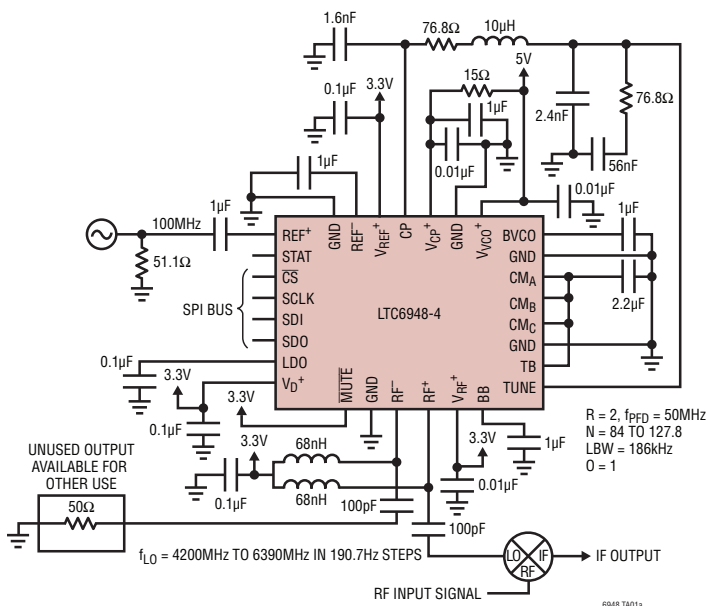 1.6nF
76.8Ω
10µH
5V
0.1µF
3.3V
15Ω
1µF
0.01µF
2.4nF
76.8Ω
56nF
1µF
0.01µF
1µF
100MHz
51.1Ω
1µF
REF+
GND
REF–
VREF+
CP
VCP+
GND
VVCO+
BVCO
STAT
GND
CS
CMA
2.2µF
SPI BUS
SCLK
LTC6948-4
CMB
SDI
CMC
SDO
GND
0.1µF
LDO
TB
3.3V
VD+
TUNE
3.3V
MUTE
GND
RF–
RF+
VRF+
BB
R = 2, fPFD = 50MHz
N = 84 TO 127.8
LBW = 186kHz
O = 1
0.1µF
3.3V
68nH
3.3V
1µF
UNUSED OUTPUT
AVAILABLE FOR
OTHER USE
0.1µF
68nH
0.01µF
50Ω
100pF
100pF
fLO = 4200MHz TO 6390MHz IN 190.7Hz STEPS
LO
IF
RF
IF OUTPUT
RF INPUT SIGNAL
6948 TA01a